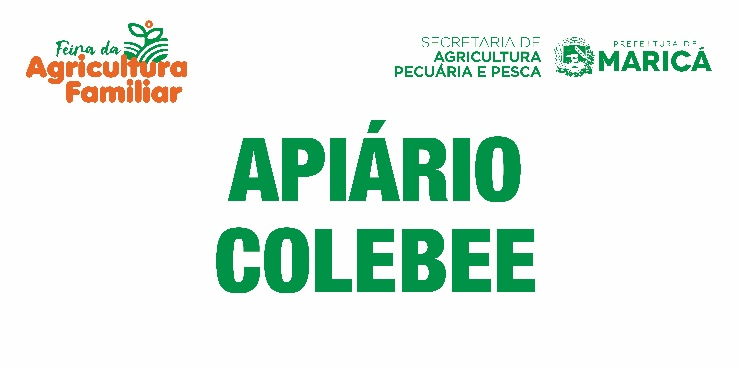 Feira da
Agricultura
Familiar
SECRETARIA DE
AGRICULTURA
PECUÁRIA E PESCA
PREFEITURA DE
MARICÁ
APIÁRIO
COLEBEE